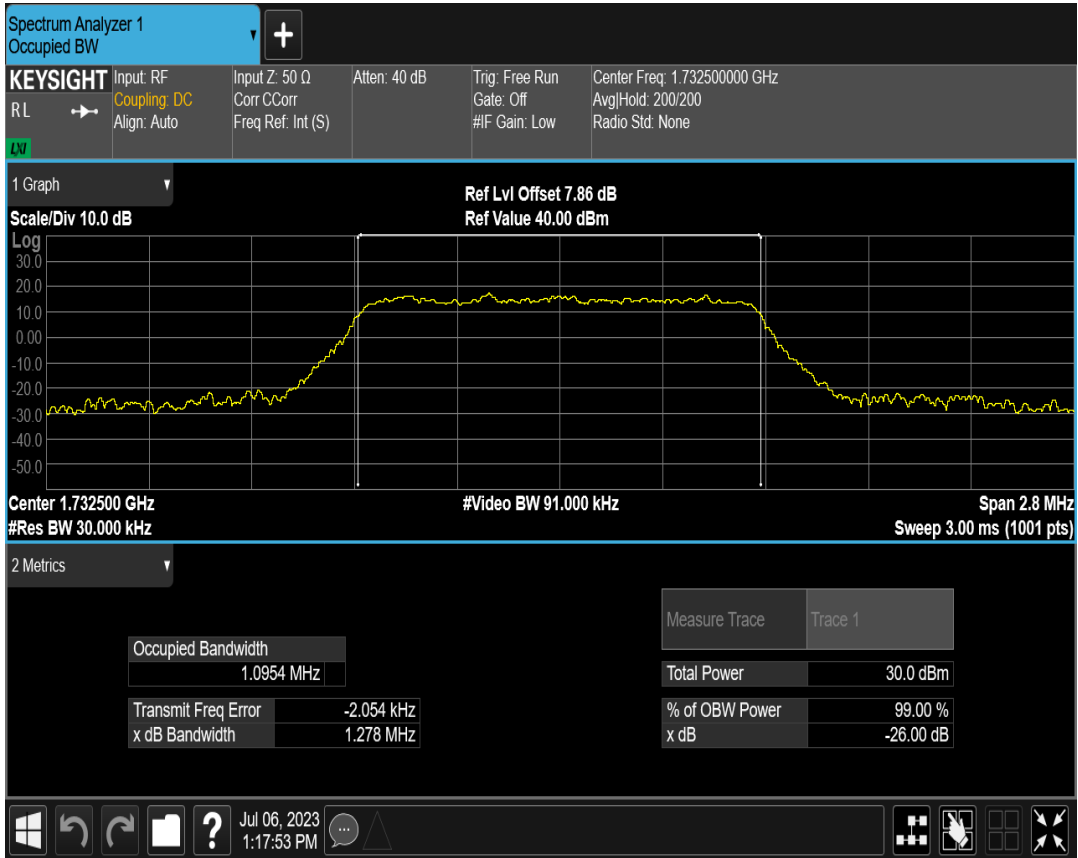 Spectrum Analyzer 1
Occupied BW
KEYSIGHT
RL
LXI
Input: RF
Coupling: DC
Align: Auto
Input Z: 50 Ω
Corr CCorr
Freq Ref: Int (S)
Atten: 40 dB
Trig: Free Run
Gate: Off
#IF Gain: Low
Center Freq: 1.732500000 GHz
Avg|Hold: 200/200
Radio Std: None
1 Graph
Scale/Div 10.0 dB
Ref Lvl Offset 7.86 dB
Ref Value 40.00 dBm
Log
30.0
20.0
10.0
0.00
-10.0
-20.0
-30.0
-40.0
-50.0
Center 1.732500 GHz
#Video BW 91.000 kHz
Span 2.8 MHz
#Res BW 30.000 kHz
Sweep 3.00 ms (1001 pts)
2 Metrics
Measure Trace Trace 1
Occupied Bandwidth
1.0954 MHz
Total Power 30.0 dBm
Transmit Freq Error -2.054 kHz
% of OBW Power 99.00 %
x dB Bandwidth 1.278 MHz
x dB -26.00 dB
Jul 06, 2023
1:17:53 PM